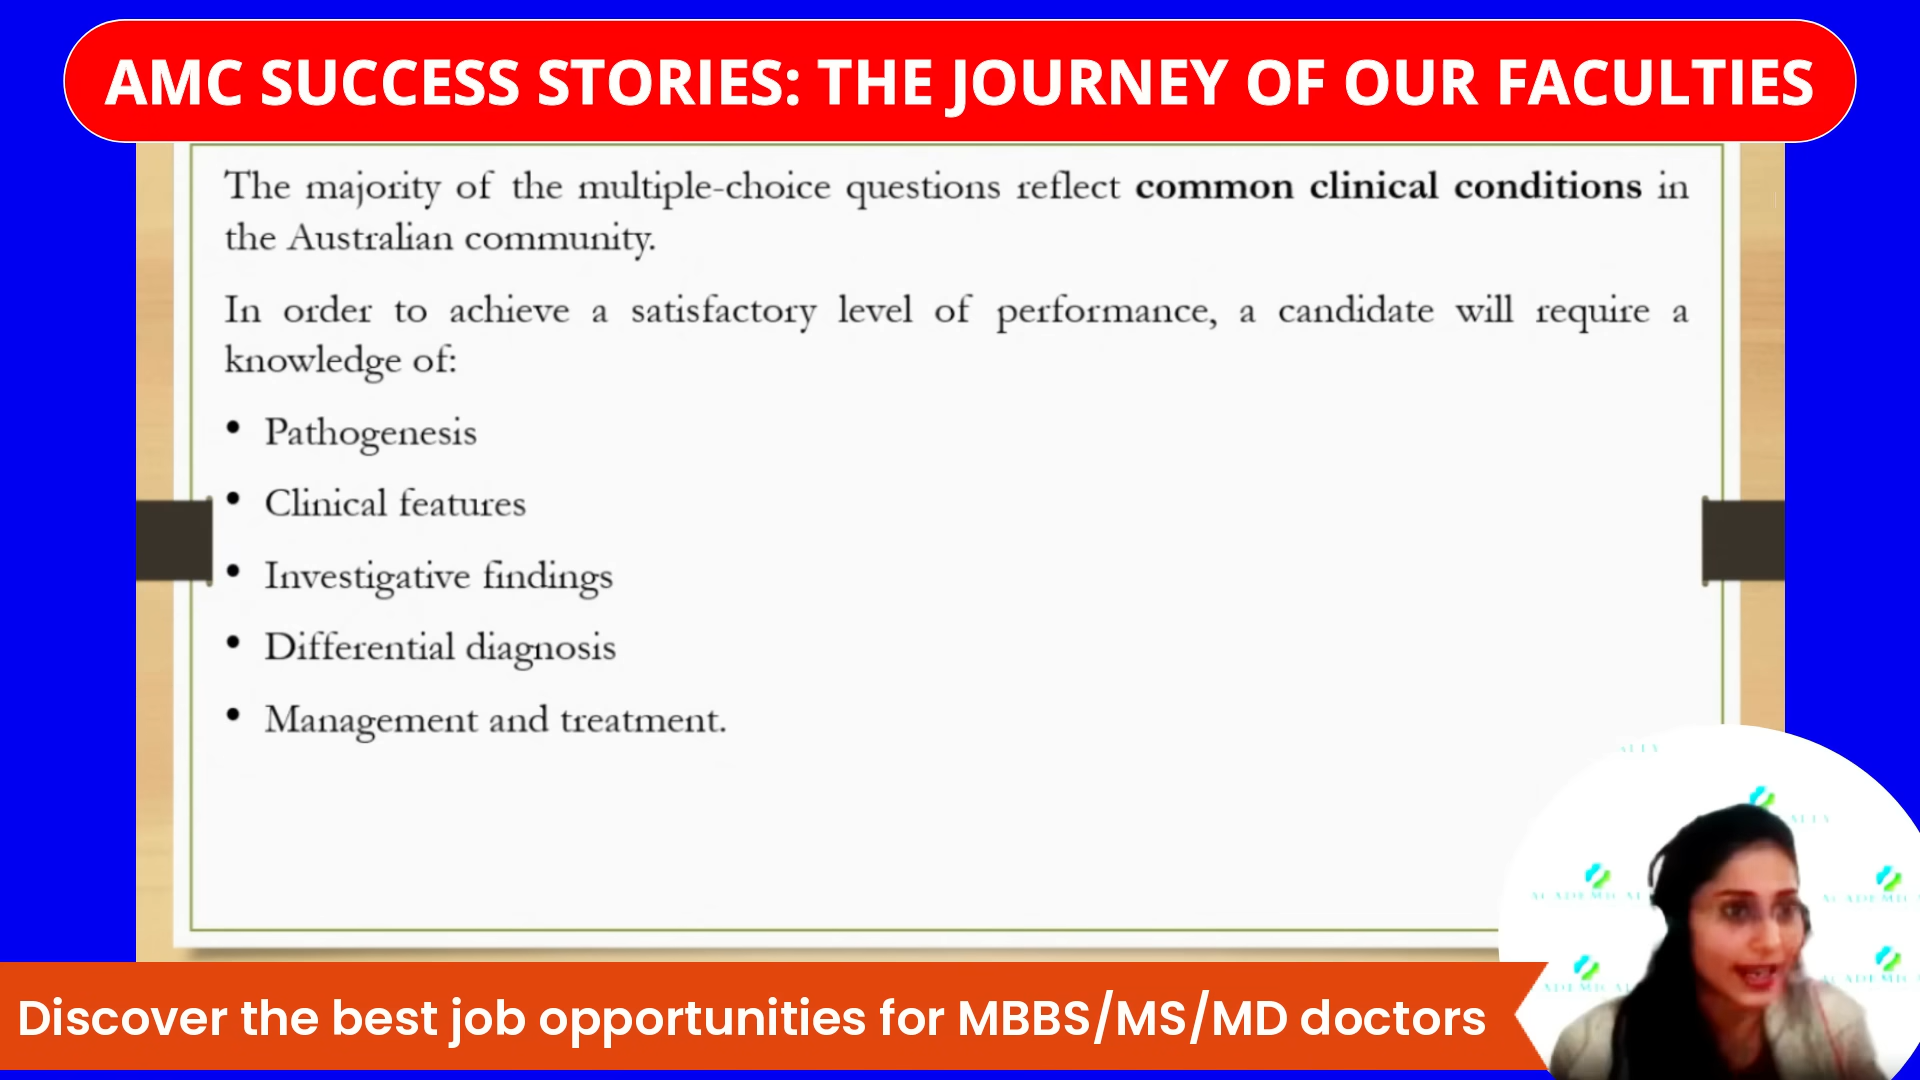 AMC SUCCESS STORIES: THE JOURNEY OF OUR FACULTIES
The majority of the multiple-choice questions reflect common clinical conditions in
the Australian community.
In order to achieve a satisfactory level of performance, a candidate will require a
knowledge of:
• Pathogenesis
• Clinical features
• Investigative findings
• Differential diagnosis
• Management and treatment.
Discover the best job opportunities for MBBS/MS/MD doctors